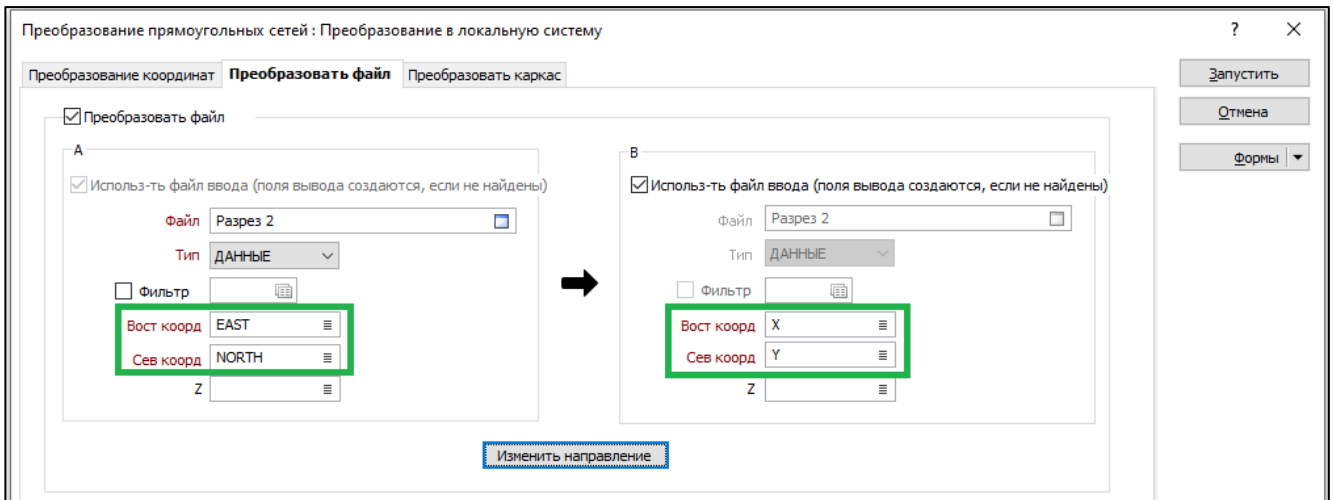 Преобразование прямоугольных сетей : Преобразование в локальную систему ?
Преобразование координат Преобразовать файл Преобразовать каркас
Запустить
Отмена
Формы
Преобразовать файл
A
Использ-ть файл ввода (поля вывода создаются, если не найдены)
Файл Разрез 2
Тип ДАННЫЕ
Фильтр
Вост коорд EAST
Сев коорд NORTH
Z
B
Использ-ть файл ввода (поля вывода создаются, если не найдены)
Файл Разрез 2
Тип ДАННЫЕ
Фильтр
Вост коорд X
Сев коорд Y
Z
Изменить направление